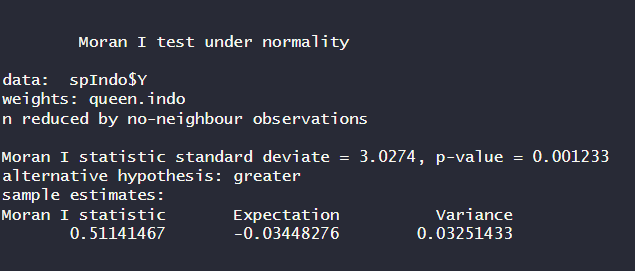 Moran I test under normality
data: spIndo$Y
weights: queen.indo
n reduced by no-neighbour observations
Moran I statistic standard deviate = 3.0274, p-value = 0.001233
alternative hypothesis: greater
sample estimates:
Moran I statistic Expectation Variance
0.51141467 -0.03448276 0.03251433